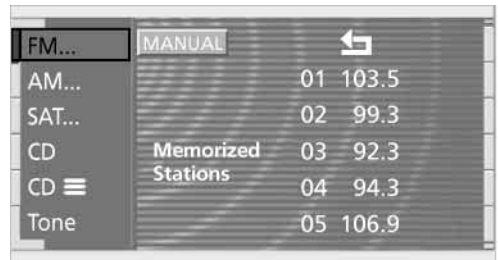 FM...
AM...
SAT...
CD
CD
Tone
MANUAL
Memorized
Stations
01 103.5
02 99.3
03 92.3
04 94.3
05 106.9